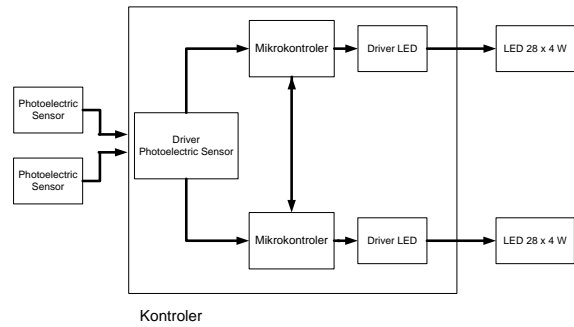 Mikrokontroler
Driver LED
LED 28 x 4 W
Photoelectric
Sensor
Driver
Photoelectric Sensor
Photoelectric
Sensor
Mikrokontroler
Driver LED
LED 28 x 4 W
Kontroler